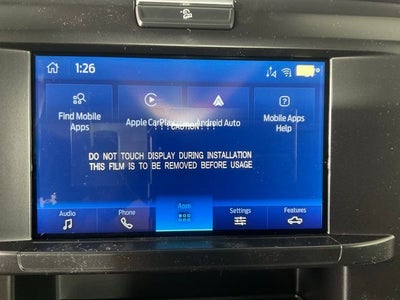 1:26
Find Mobile Apps
Apple CarPlay
Android Auto
Mobile Apps Help
!!!CAUTION!!!
DO NOT TOUCH DISPLAY DURING INSTALLATION
THIS FILM IS TO BE REMOVED BEFORE USAGE
Audio
Phone
Apps
Settings
Features